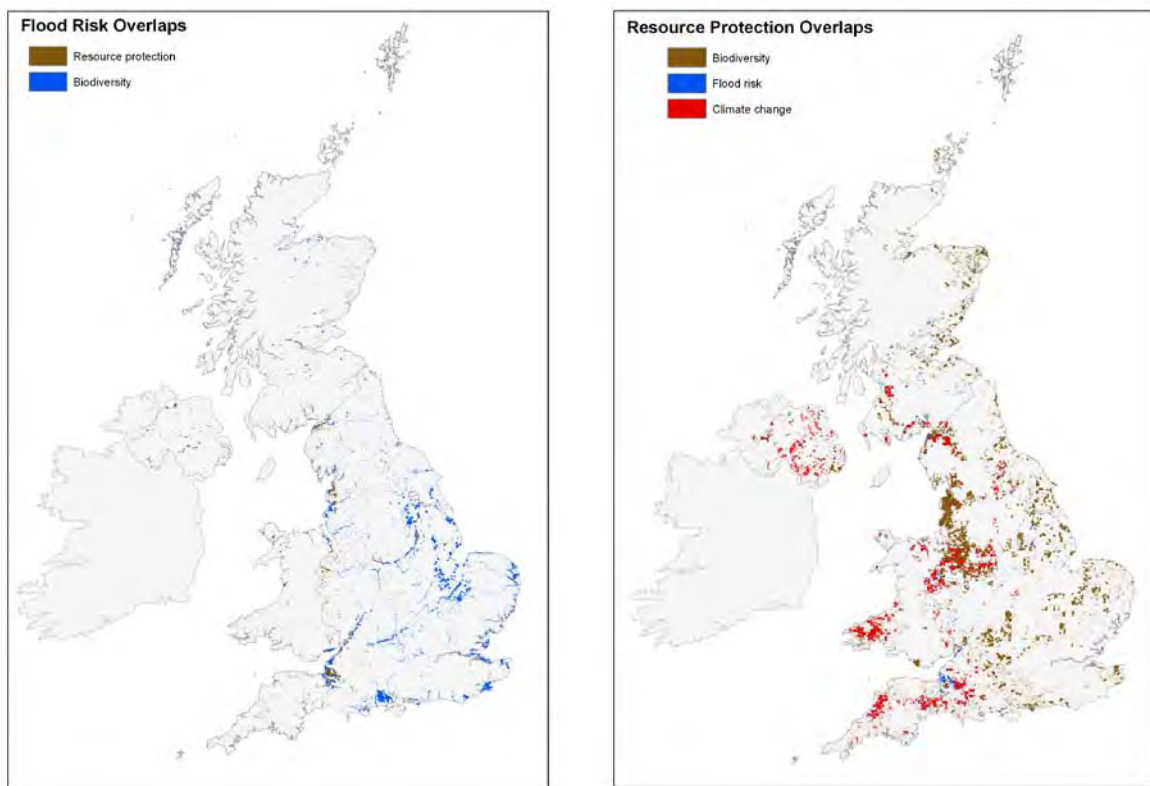 Flood Risk Overlaps
Resource protection
Biodiversity
Resource Protection Overlaps
Biodiversity
Flood risk
Climate change